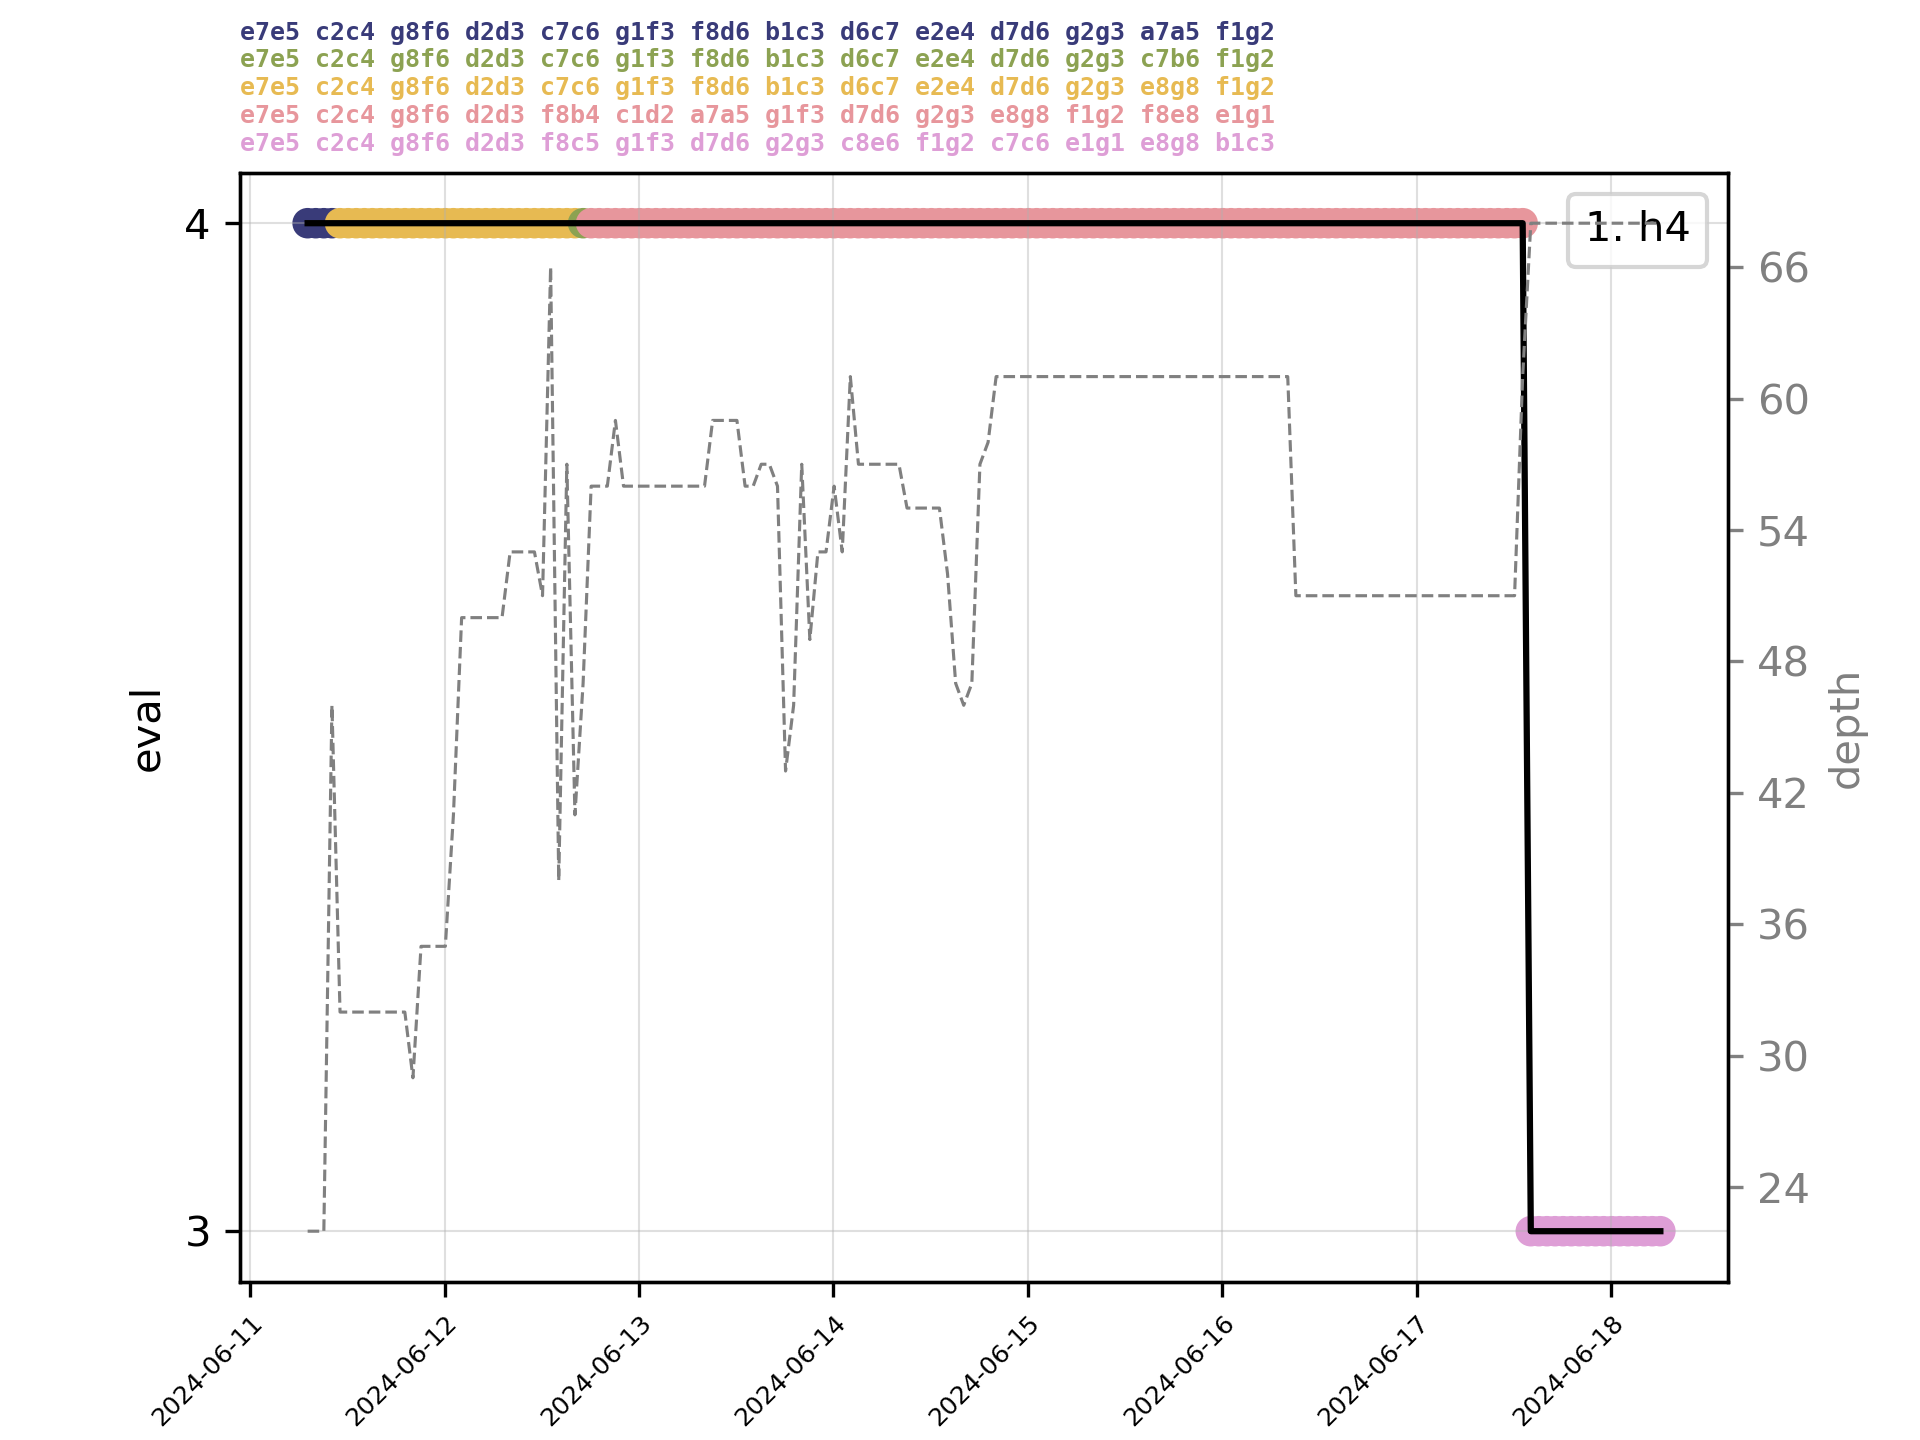 e7e5 c2c4 g8f6 d2d3 c7c6 g1f3 f8d6 b1c3 d6c7 e2e4 d7d6 g2g3 a7a5 f1g2
e7e5 c2c4 g8f6 d2d3 c7c6 g1f3 f8d6 b1c3 d6c7 e2e4 d7d6 g2g3 c7b6 f1g2
e7e5 c2c4 g8f6 d2d3 c7c6 g1f3 f8d6 b1c3 d6c7 e2e4 d7d6 g2g3 e8g8 f1g2
e7e5 c2c4 g8f6 d2d3 f8b4 c1d2 a7a5 g1f3 d7d6 g2g3 e8g8 f1g2 f8e8 e1g1
e7e5 c2c4 g8f6 d2d3 f8c5 g1f3 d7d6 g2g3 c8e6 f1g2 c7c6 e1g1 e8g8 b1c3
1. h4
4
3
eval
66
60
54
48
42
36
30
24
depth
2024-06-11
2024-06-12
2024-06-13
2024-06-14
2024-06-15
2024-06-16
2024-06-17
2024-06-18